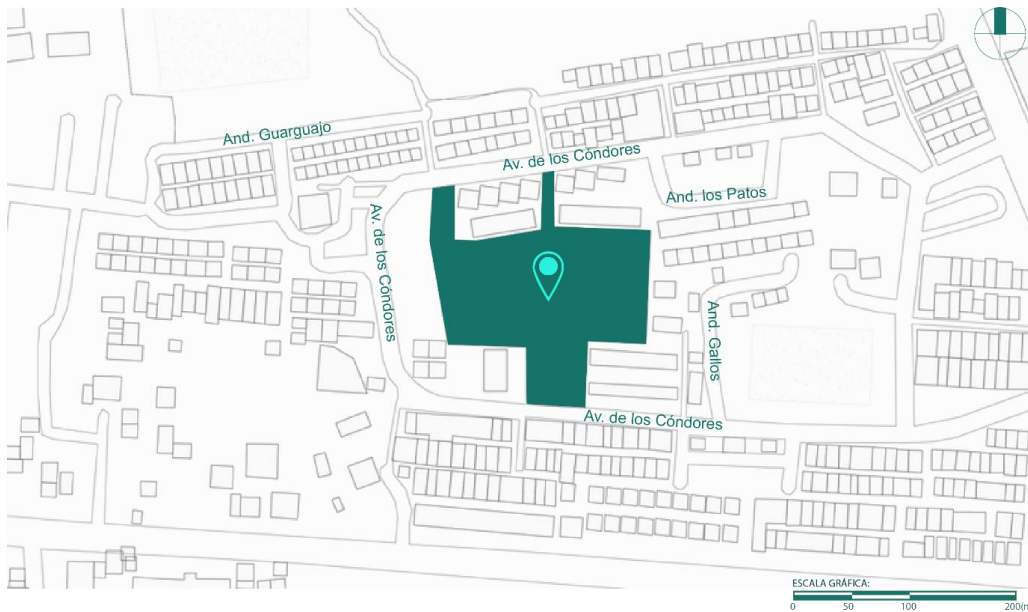 And. Guarguajo
Av. de los Cóndores
And. los Patos
Av. de los Cóndores
And. Gallos
Av. de los Cóndores
ESCALA GRÁFICA:
0 50 100 200(m